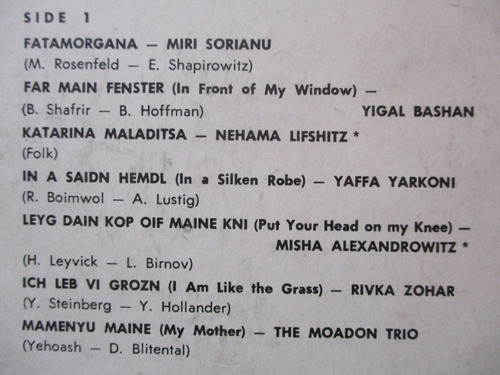 SIDE 1
FATAMORGANA — MIRI SORIANU
(M. Rosenfeld — E. Shapirowitz)
FAR MAIN FENSTER (In Front of My Window) —
(B. Shafrir — B. Hoffman) YIGAL BASHAN
KATARINA MALADITSA — NEHAMA LIFSHITZ *
(Folk)
IN A SAIDN HEMDL (In a Silken Robe) — YAFFA YARKONI
(R. Boimwol — A. Lustig)
LEYG DAIN KOP OIF MAINE KNI (Put Your Head on my Knee) —
MISHA ALEXANDROWITZ *
(H. Leyvick — L. Birnov)
ICH LEB VI GROZN (I Am Like the Grass) — RIVKA ZOHAR
(Y. Steinberg — Y. Hollander)
MAMENYU MAINE (My Mother) — THE MOADON TRIO
(Yehoash — D. Blitental)